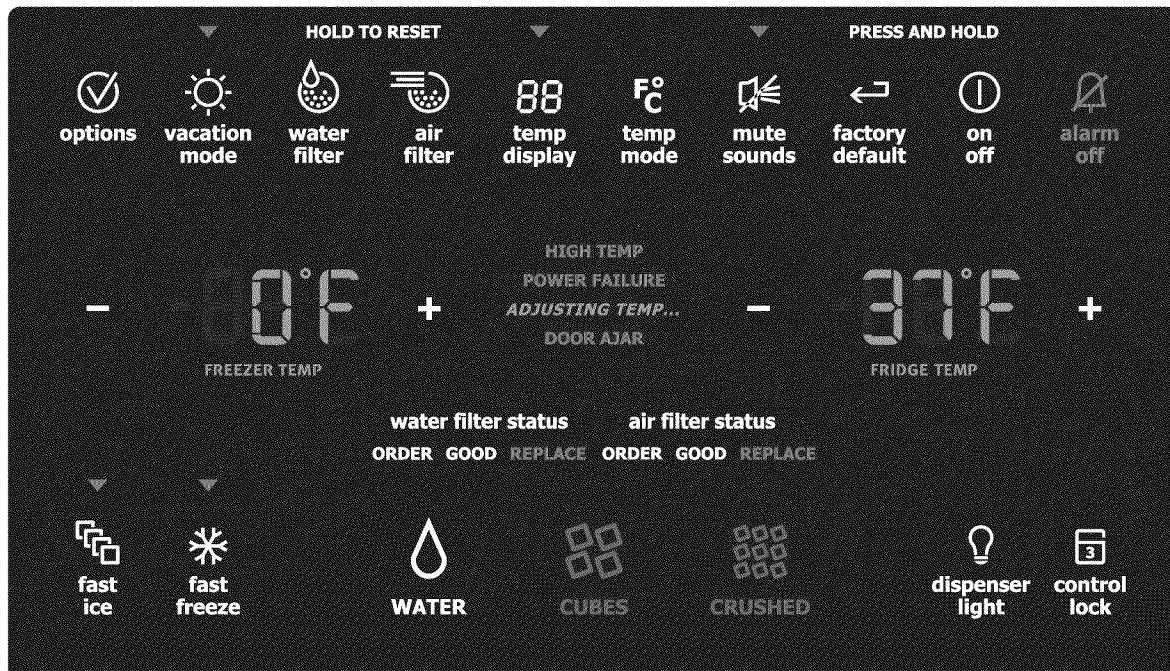 HOLD TO RESET PRESS AND HOLD
88 F°C
options vacation mode water filter air filter temp display temp mode mute sounds factory default on off alarm off
HIGH TEMP
POWER FAILURE
- 0°F + ADJUSTING TEMP... - 37°F +
DOOR AJAR
FREEZER TEMP FRIDGE TEMP
water filter status air filter status
ORDER GOOD REPLACE ORDER GOOD REPLACE
3
fast ice fast freeze WATER CUBES CRUSHED dispenser light control lock